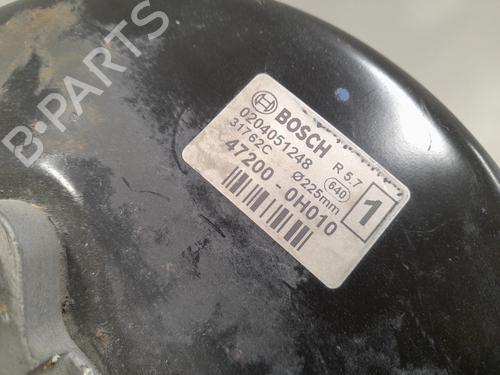 B-PARTS
BOSCH
0204051248 R 5.7
31762C Ø225mm 640
47200-0H010
1